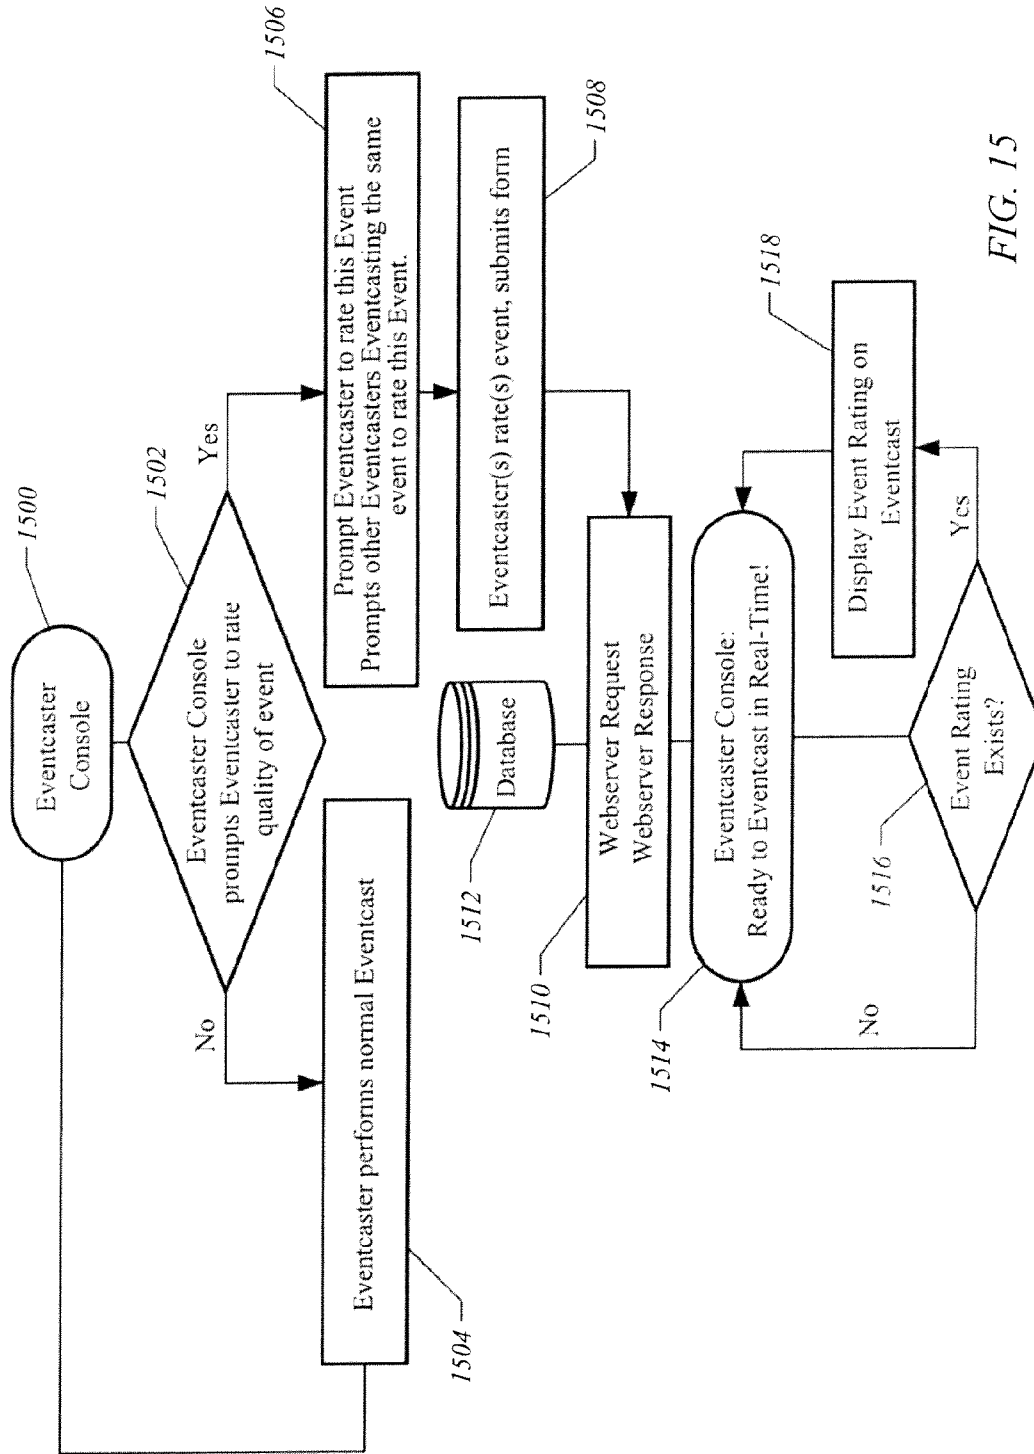 1500
Eventcaster
Console
1502
Eventcaster Console
prompts Eventcaster to rate
quality of event
No
Yes
1504
Eventcaster performs normal Eventcast
1506
Prompt Eventcaster to rate this Event
Prompts other Eventcasters Eventcasting the same
event to rate this Event.
1508
Eventcaster(s) rate(s) event, submits form
1512
Database
1510
Webserver Request
Webserver Response
1514
Eventcaster Console:
Ready to Eventcast in Real-Time!
1518
Display Event Rating on
Eventcast
1516
Event Rating
Exists?
No
Yes
FIG. 15